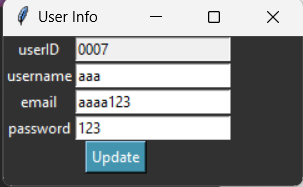 User Info
userID 0007
username aaa
email aaaa123
password 123
Update